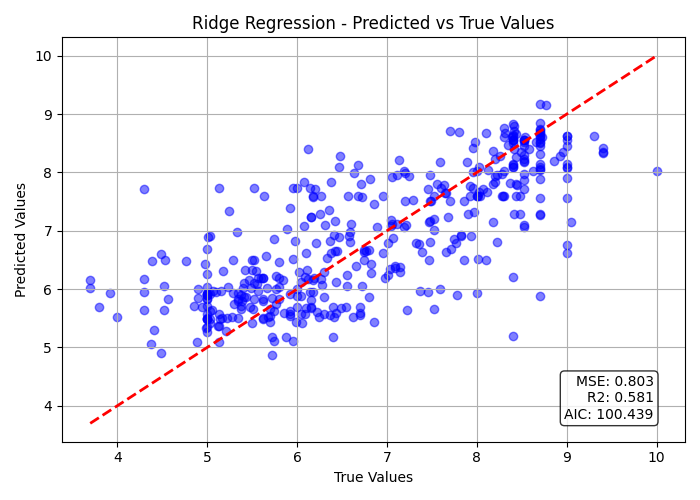 Ridge Regression - Predicted vs True Values
10
9
8
7
6
5
4
Predicted Values
MSE: 0.803
R2: 0.581
AIC: 100.439
4 5 6 7 8 9 10
True Values